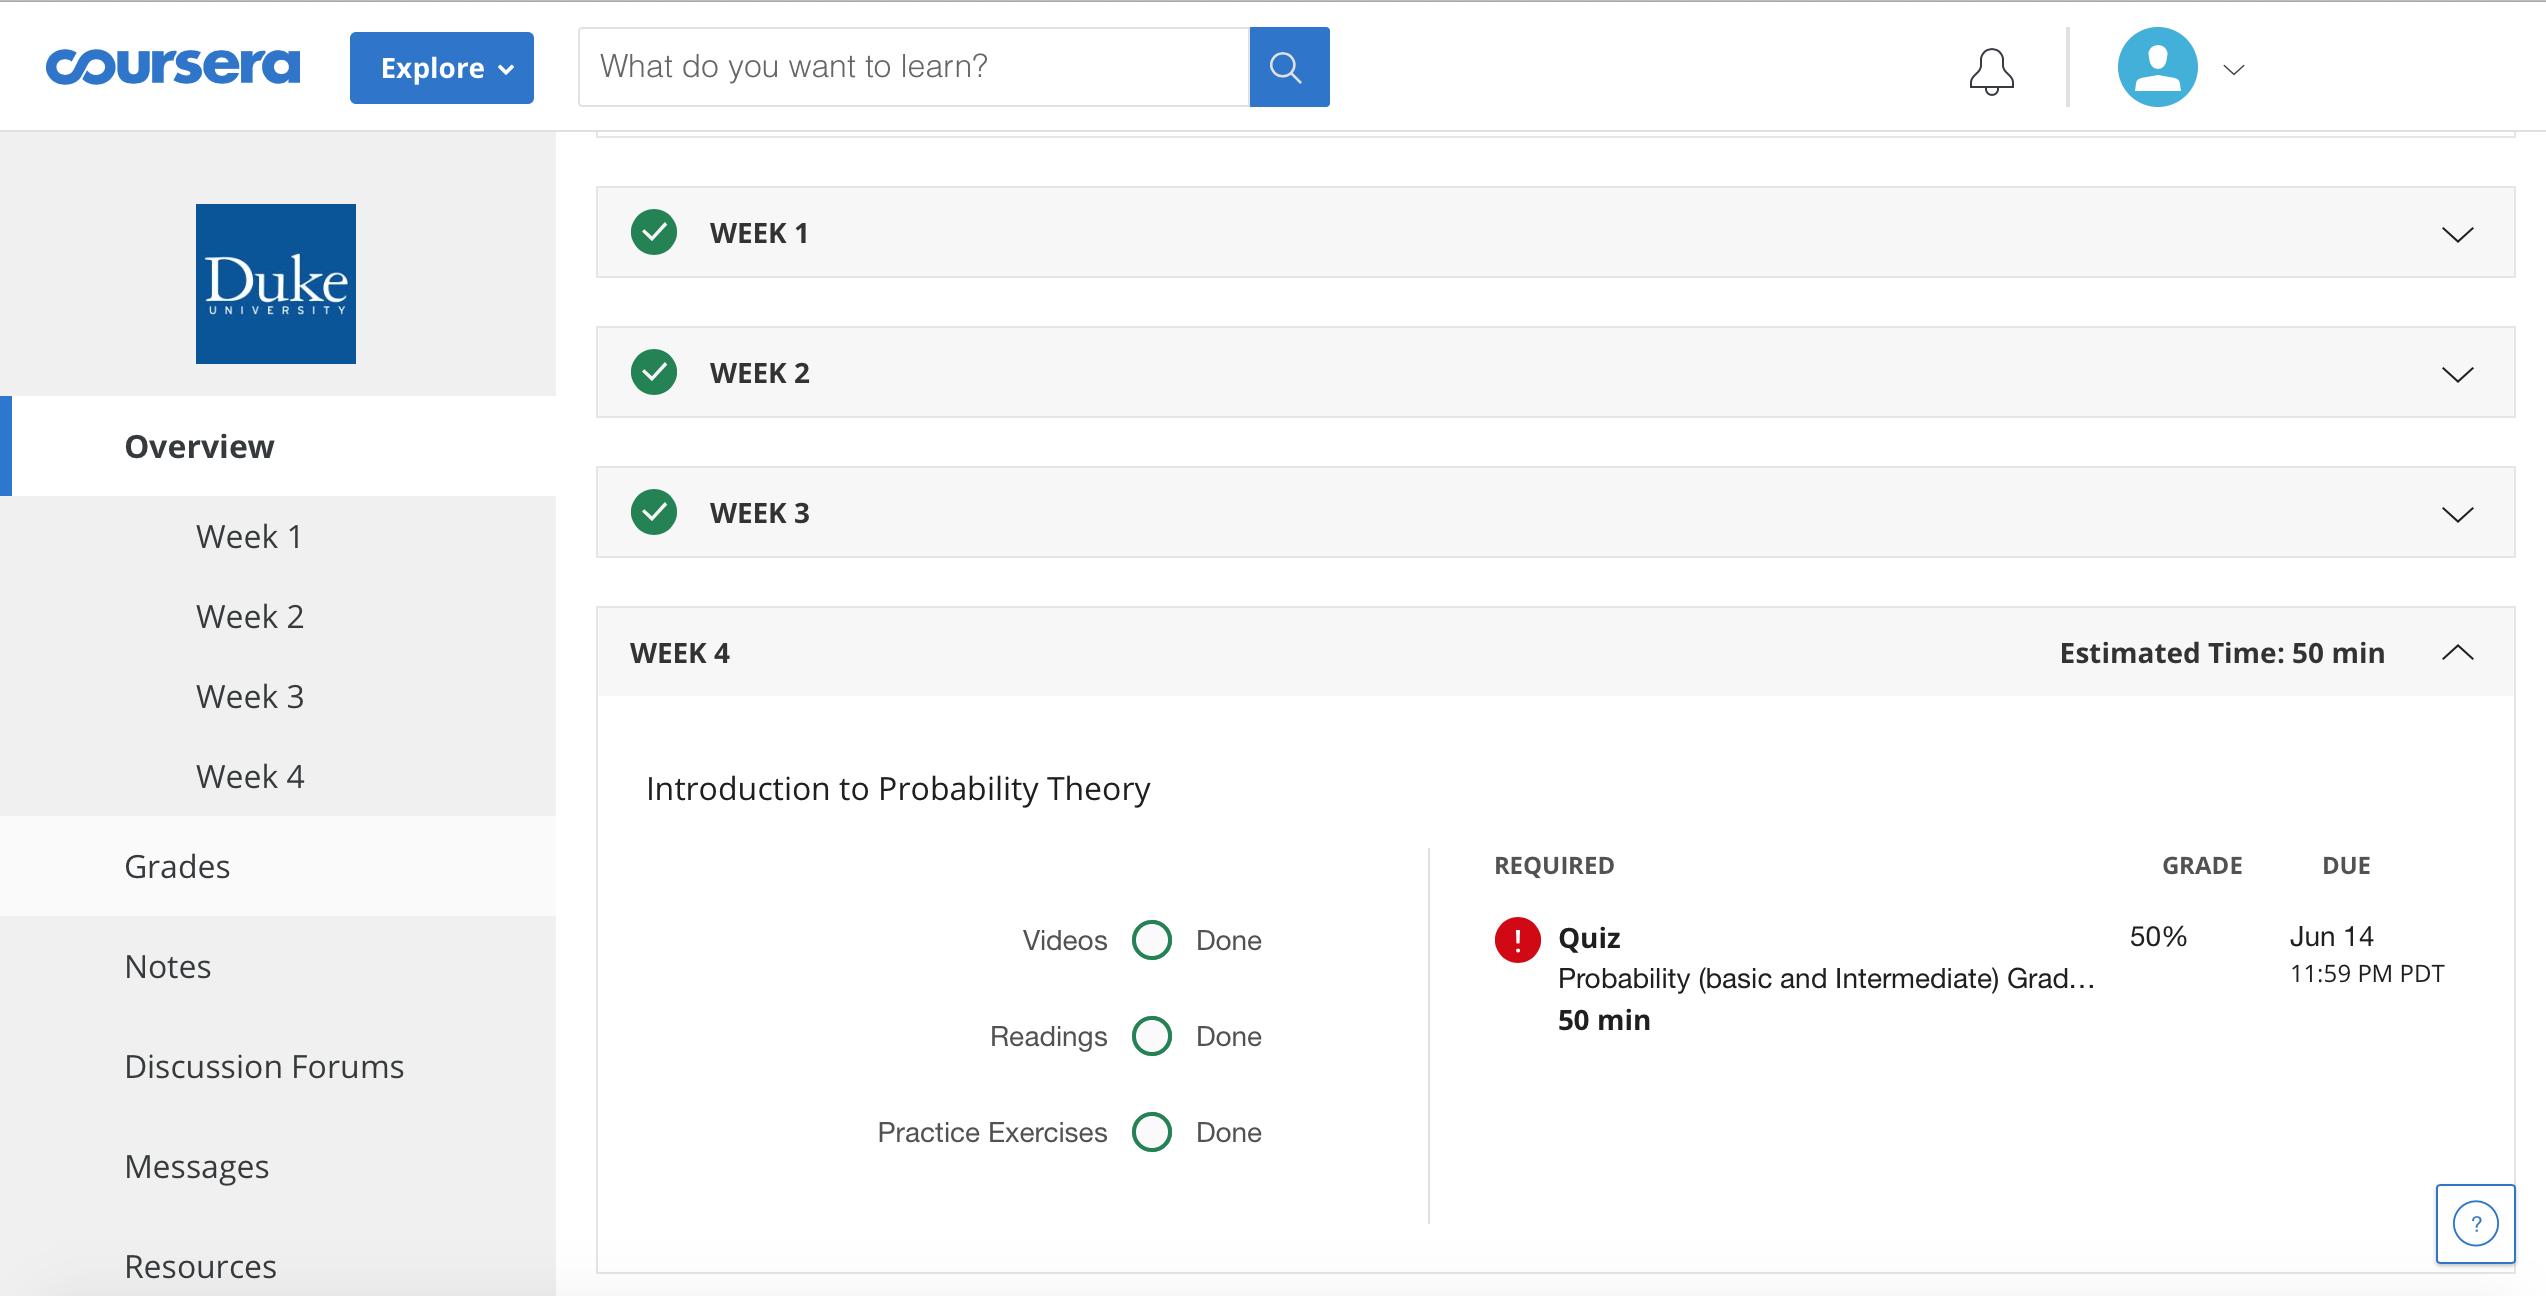 coursera
Explore
What do you want to learn?
Duke
UNIVERSITY
Overview
Week 1
Week 2
Week 3
Week 4
Grades
Notes
Discussion Forums
Messages
Resources
WEEK 1
WEEK 2
WEEK 3
WEEK 4
Estimated Time: 50 min
Introduction to Probability Theory
Videos Done
Readings Done
Practice Exercises Done
REQUIRED GRADE DUE
! Quiz 50% Jun 14
Probability (basic and Intermediate) Grad... 11:59 PM PDT
50 min
?